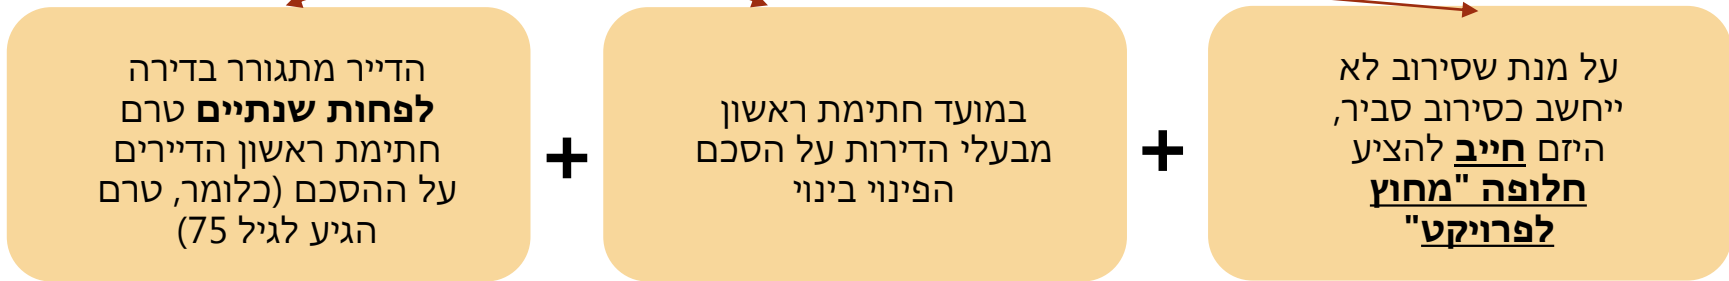 על מנת שסירוב לא
ייחשב כסירוב סביר,
היזם חייב להציע
חלופה "מחוץ
לפרויקט"
+
במועד חתימת ראשון
מבעלי הדירות על הסכם
הפינוי בינוי
+
הדייר מתגורר בדירה
לפחות שנתיים טרם
חתימת ראשון הדיירים
על ההסכם (כלומר, טרם
הגיע לגיל 75)